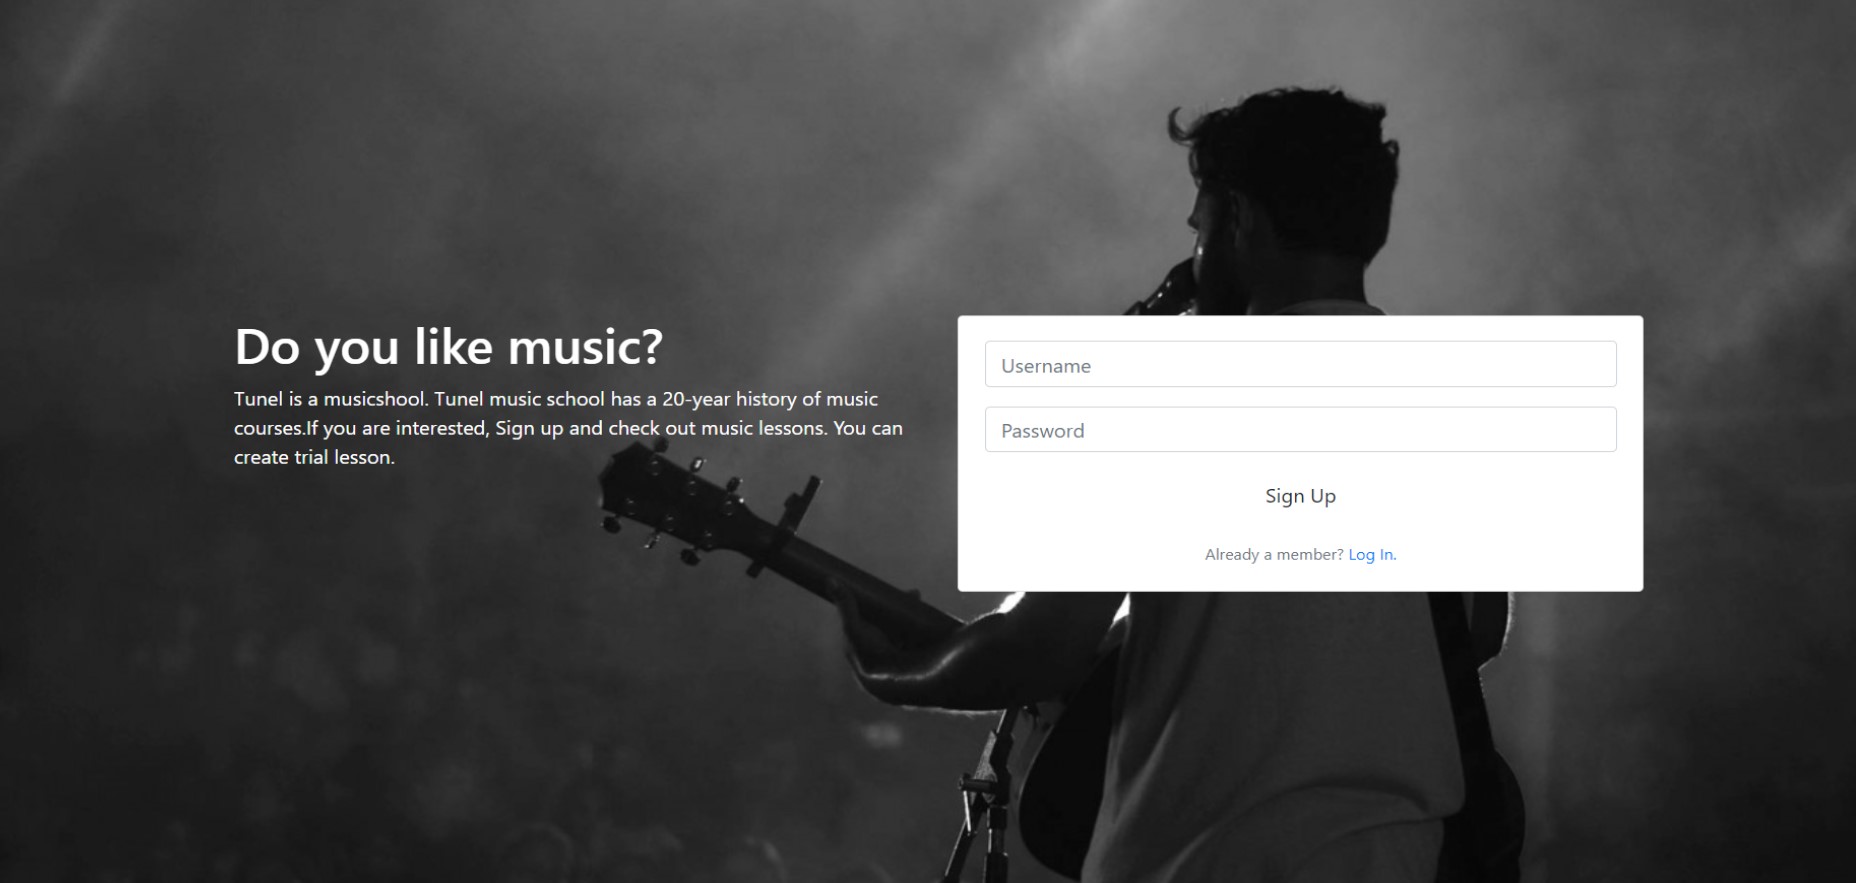 Do you like music?
Tunel is a musicshool. Tunel music school has a 20-year history of music
courses.If you are interested, Sign up and check out music lessons. You can
create trial lesson.
Username
Password
Sign Up
Already a member? Log In.